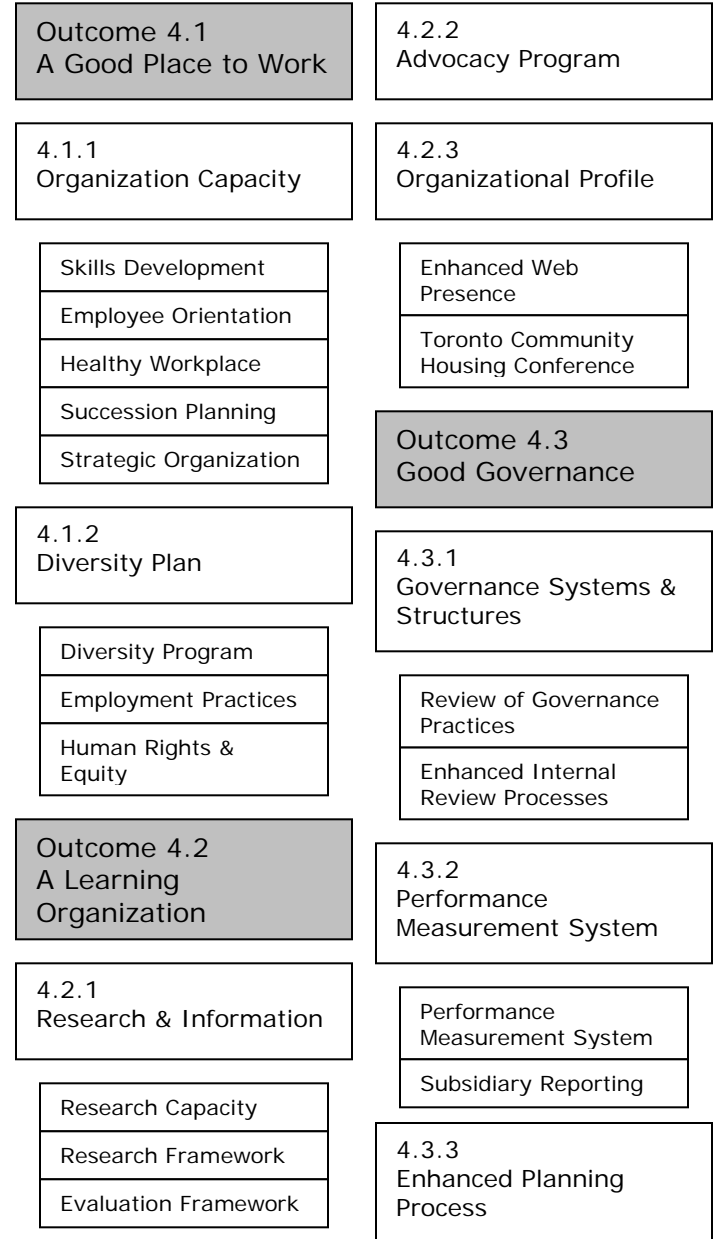 Outcome 4.1
A Good Place to Work
4.1.1
Organization Capacity
Skills Development
Employee Orientation
Healthy Workplace
Succession Planning
Strategic Organization
4.1.2
Diversity Plan
Diversity Program
Employment Practices
Human Rights &
Equity
Outcome 4.2
A Learning
Organization
4.2.1
Research & Information
Research Capacity
Research Framework
Evaluation Framework
4.2.2
Advocacy Program
4.2.3
Organizational Profile
Enhanced Web
Presence
Toronto Community
Housing Conference
Outcome 4.3
Good Governance
4.3.1
Governance Systems &
Structures
Review of Governance
Practices
Enhanced Internal
Review Processes
4.3.2
Performance
Measurement System
Performance
Measurement System
Subsidiary Reporting
4.3.3
Enhanced Planning
Process